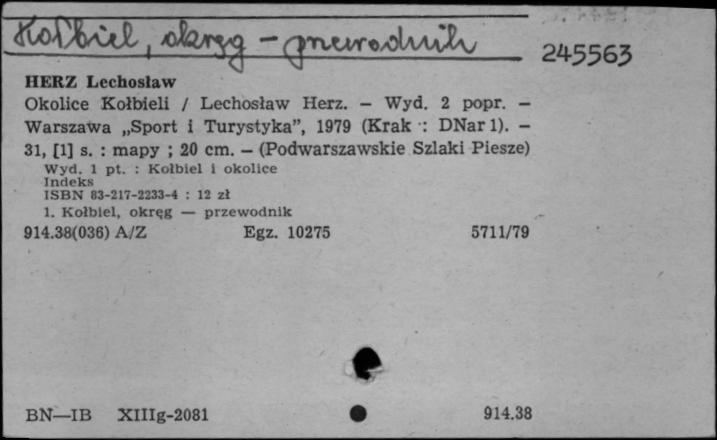 Kołbiel, okręg – przewodnik
245563
HERZ Lechosław
Okolice Kołbieli / Lechosław Herz. — Wyd. 2 popr. —
Warszawa „Sport i Turystyka”, 1979 (Krak : DNar 1). —
31, [1] s. : mapy ; 20 cm. — (Podwarszawskie Szlaki Piesze)
Wyd. 1 pt. : Kołbiel i okolice
Indeks
ISBN 83-217-2233-4 : 12 zł
1. Kołbiel, okręg — przewodnik
914.38(036) A/Z Egz. 10275 5711/79
BN—IB XIIIg-2081 914.38